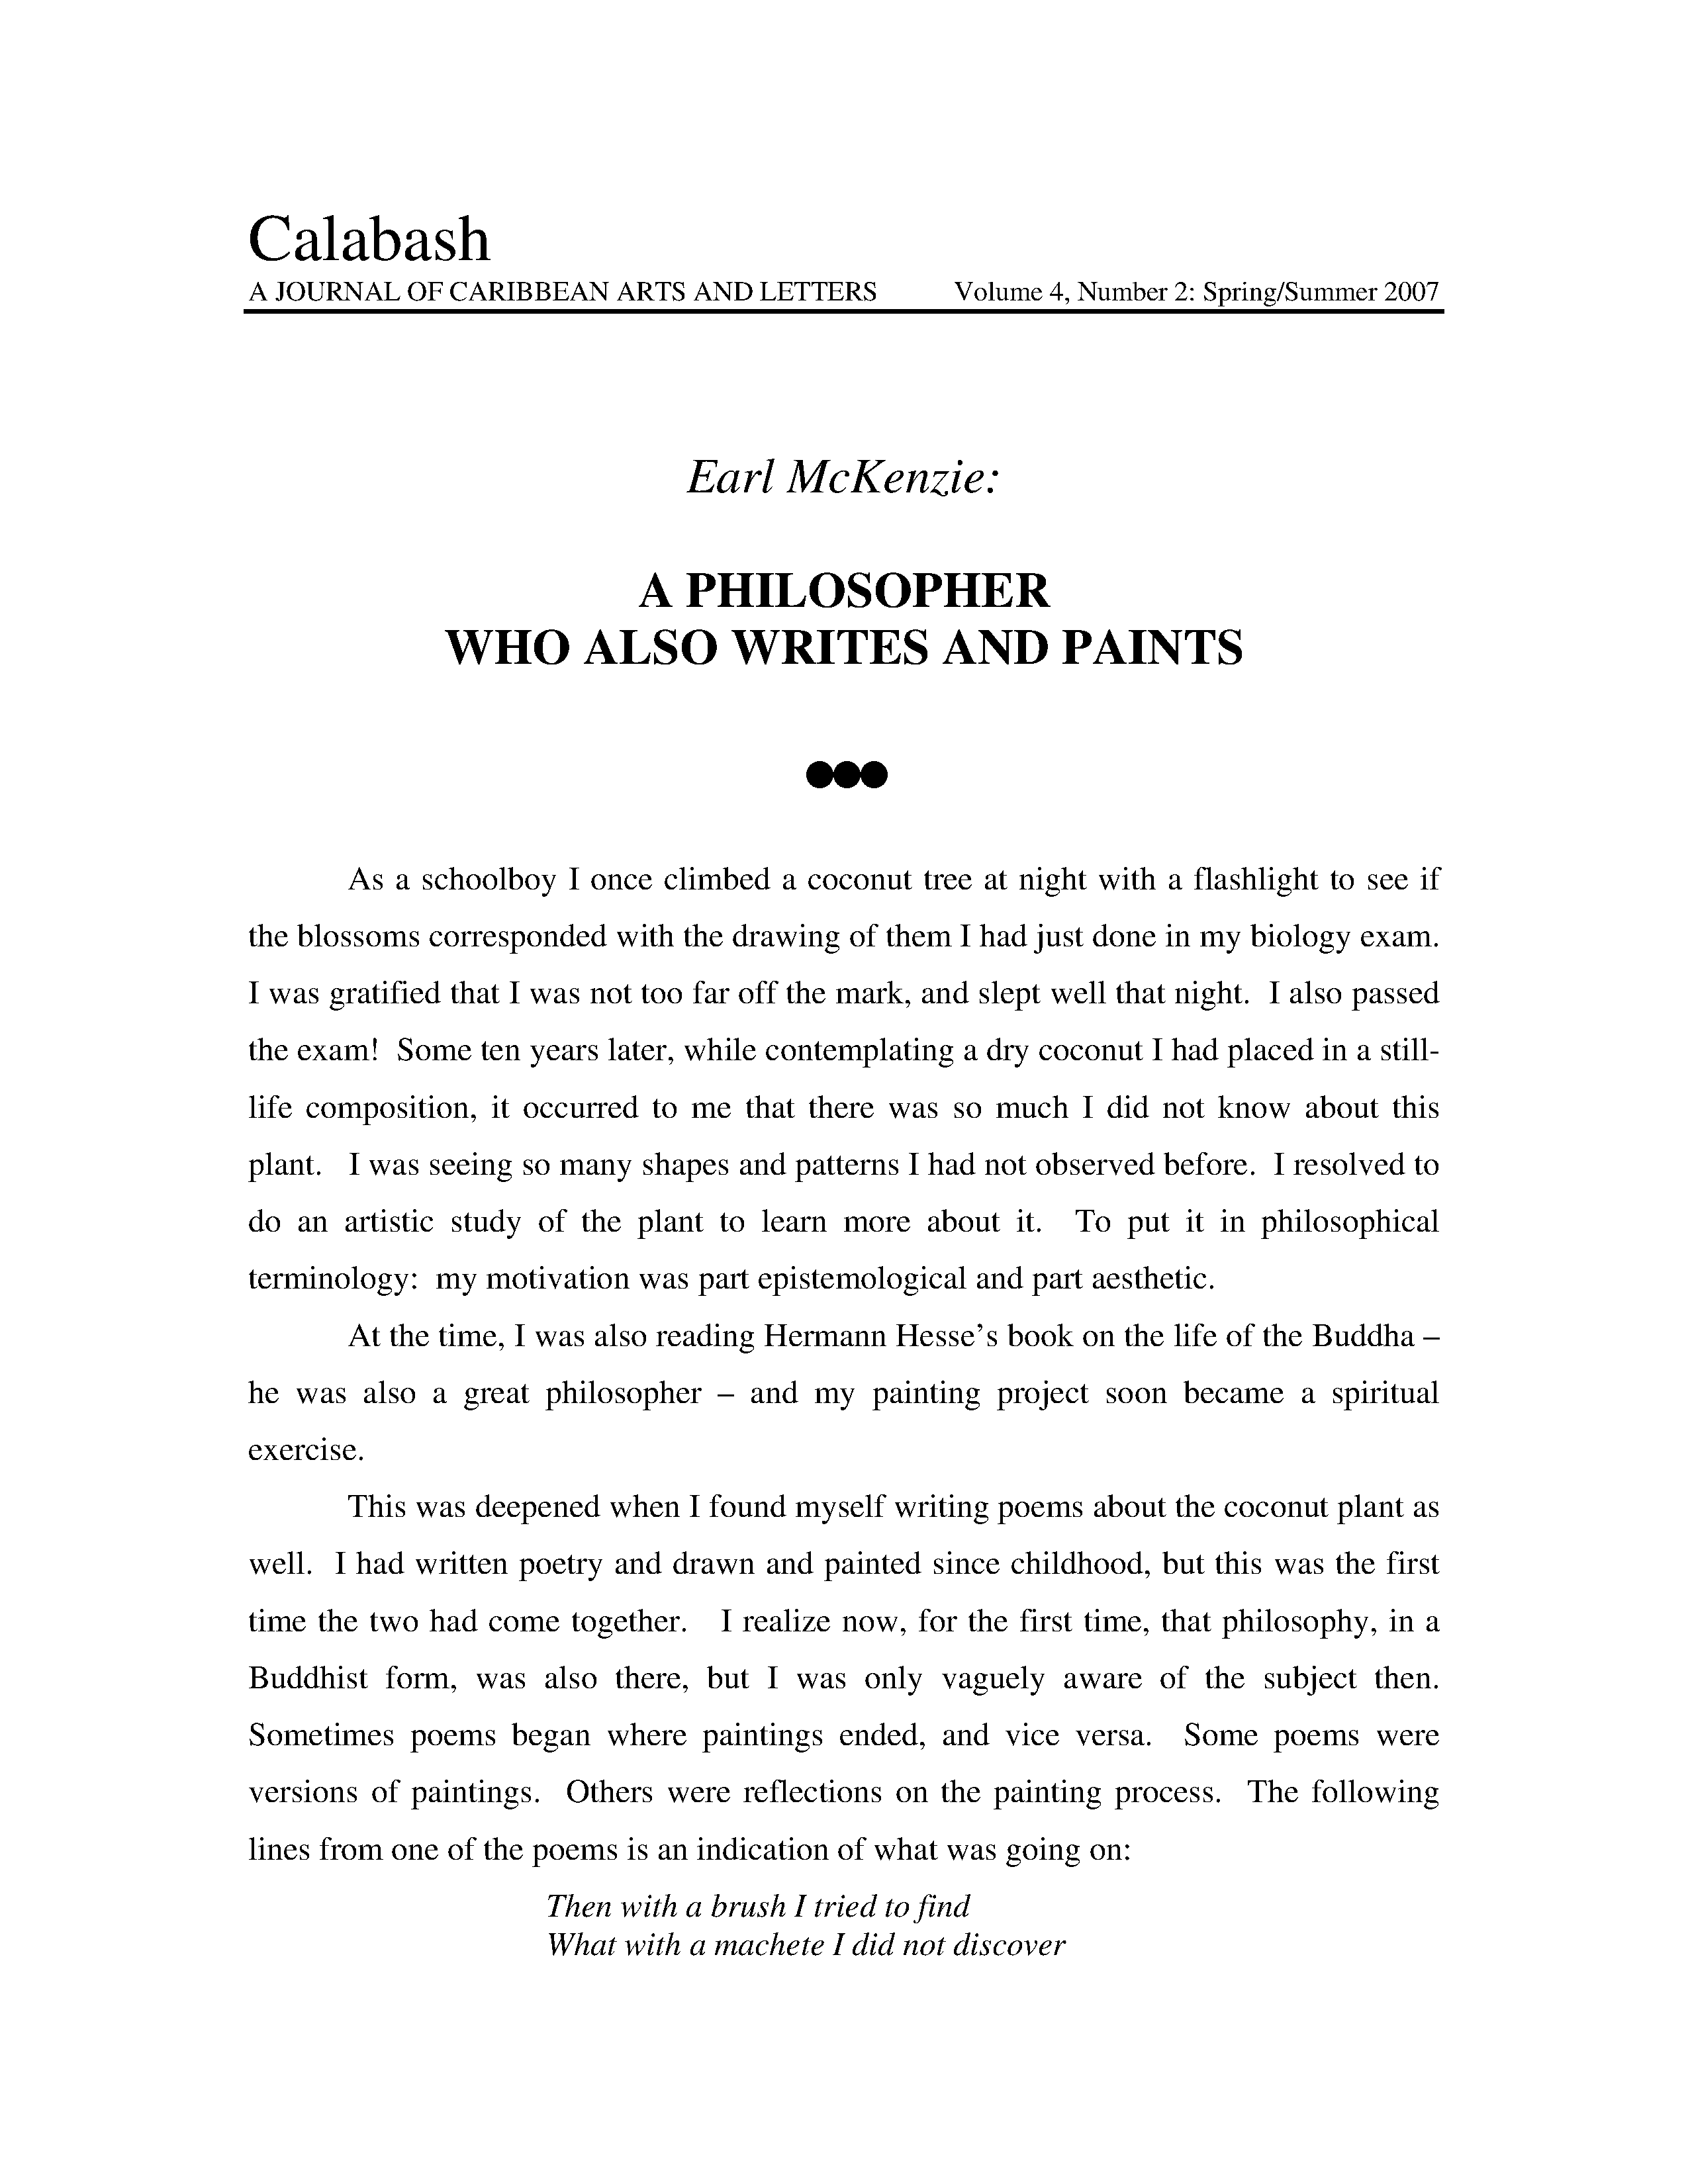 Calabash
A JOURNAL OF CARIBBEAN ARTS AND LETTERS Volume 4, Number 2: Spring/Summer 2007
Earl McKenzie:
A PHILOSOPHER
WHO ALSO WRITES AND PAINTS
●●●
As a schoolboy I once climbed a coconut tree at night with a flashlight to see if
the blossoms corresponded with the drawing of them I had just done in my biology exam.
I was gratified that I was not too far off the mark, and slept well that night. I also passed
the exam! Some ten years later, while contemplating a dry coconut I had placed in a still-
life composition, it occurred to me that there was so much I did not know about this
plant. I was seeing so many shapes and patterns I had not observed before. I resolved to
do an artistic study of the plant to learn more about it. To put it in philosophical
terminology: my motivation was part epistemological and part aesthetic.
At the time, I was also reading Hermann Hesse’s book on the life of the Buddha –
he was also a great philosopher – and my painting project soon became a spiritual
exercise.
This was deepened when I found myself writing poems about the coconut plant as
well. I had written poetry and drawn and painted since childhood, but this was the first
time the two had come together. I realize now, for the first time, that philosophy, in a
Buddhist form, was also there, but I was only vaguely aware of the subject then.
Sometimes poems began where paintings ended, and vice versa. Some poems were
versions of paintings. Others were reflections on the painting process. The following
lines from one of the poems is an indication of what was going on:
Then with a brush I tried to find
What with a machete I did not discover